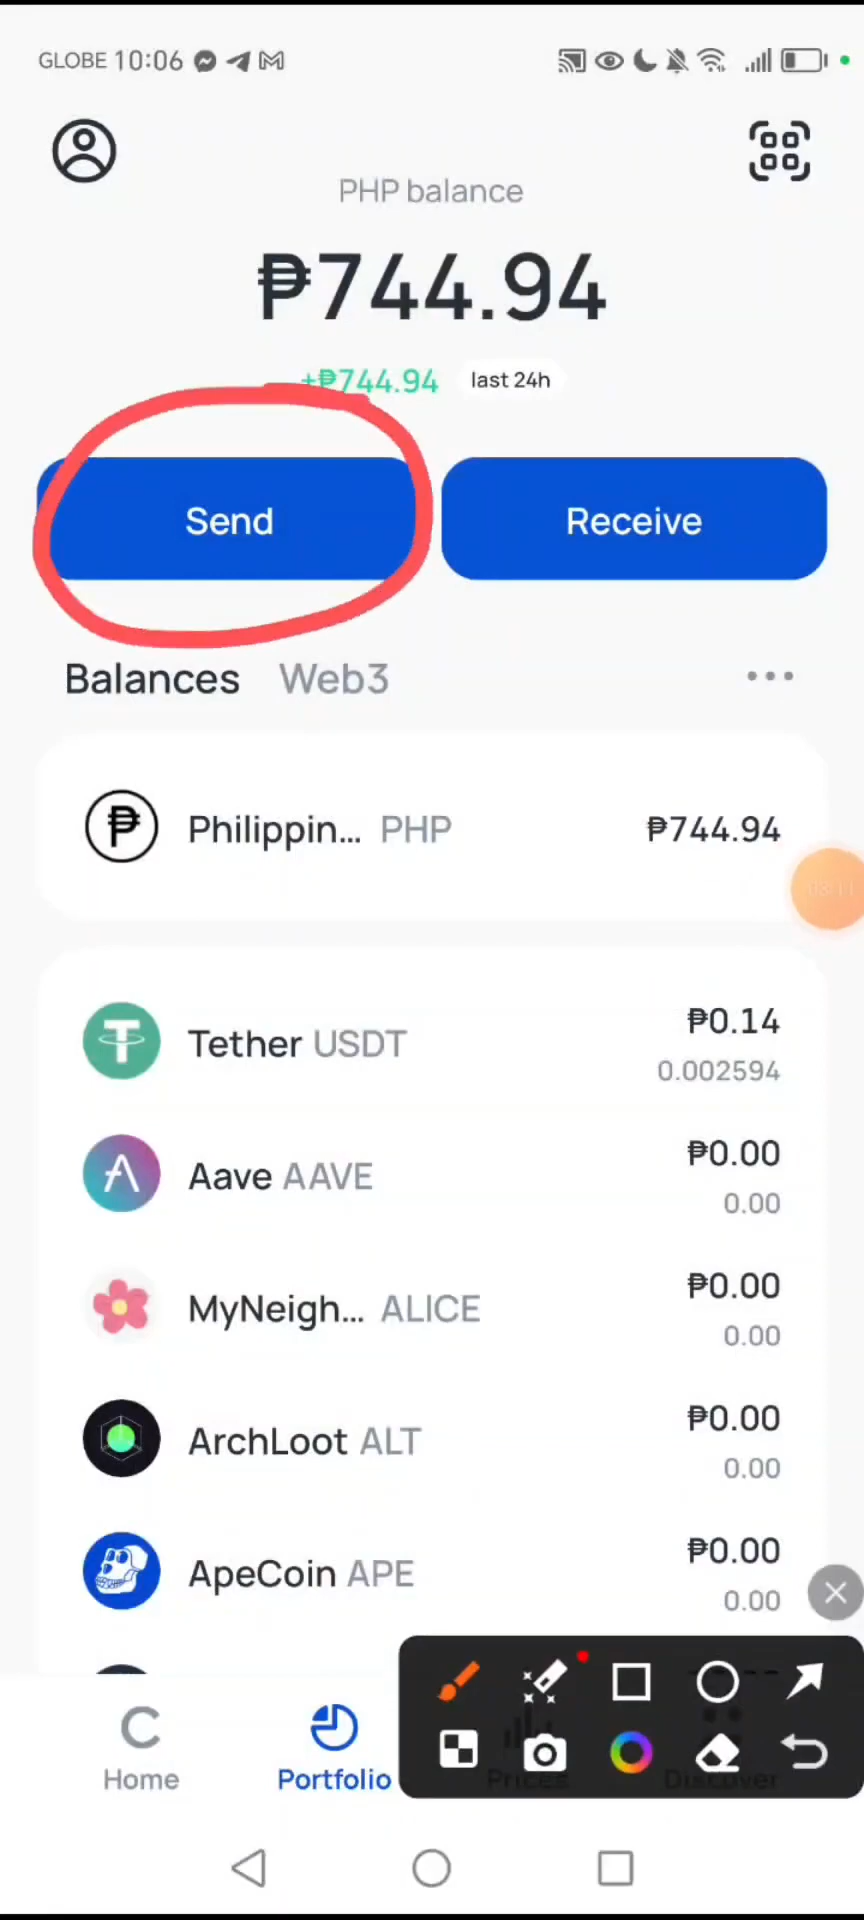 GLOBE 10:06
PHP balance
₱744.94
+₱744.94 last 24h
Send
Receive
Balances Web3
Philippin... PHP ₱744.94
Tether USDT ₱0.14
0.002594
Aave AAVE ₱0.00
0.00
MyNeigh... ALICE ₱0.00
0.00
ArchLoot ALT ₱0.00
0.00
ApeCoin APE ₱0.00
0.00
Home
Portfolio
Prices
Discover